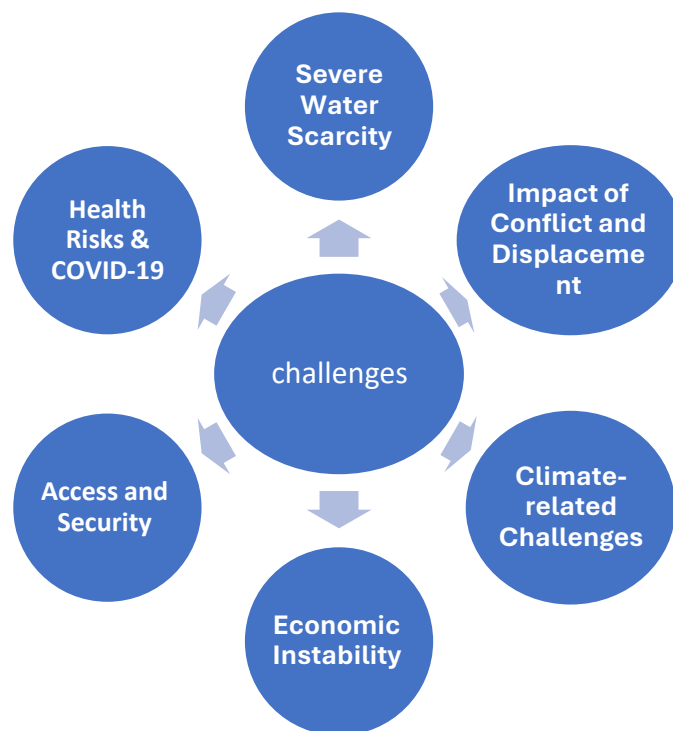 Severe
Water
Scarcity
Impact of
Conflict and
Displaceme
nt
Climate-
related
Challenges
Economic
Instability
Access and
Security
Health
Risks &
COVID-19
challenges